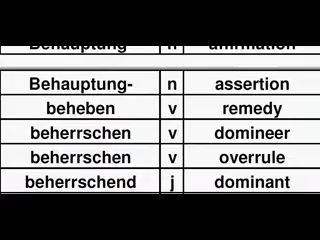 Behauptung n affirmation
Behauptung- n assertion
beheben v remedy
beherrschen v domineer
beherrschen v overrule
beherrschend j dominant